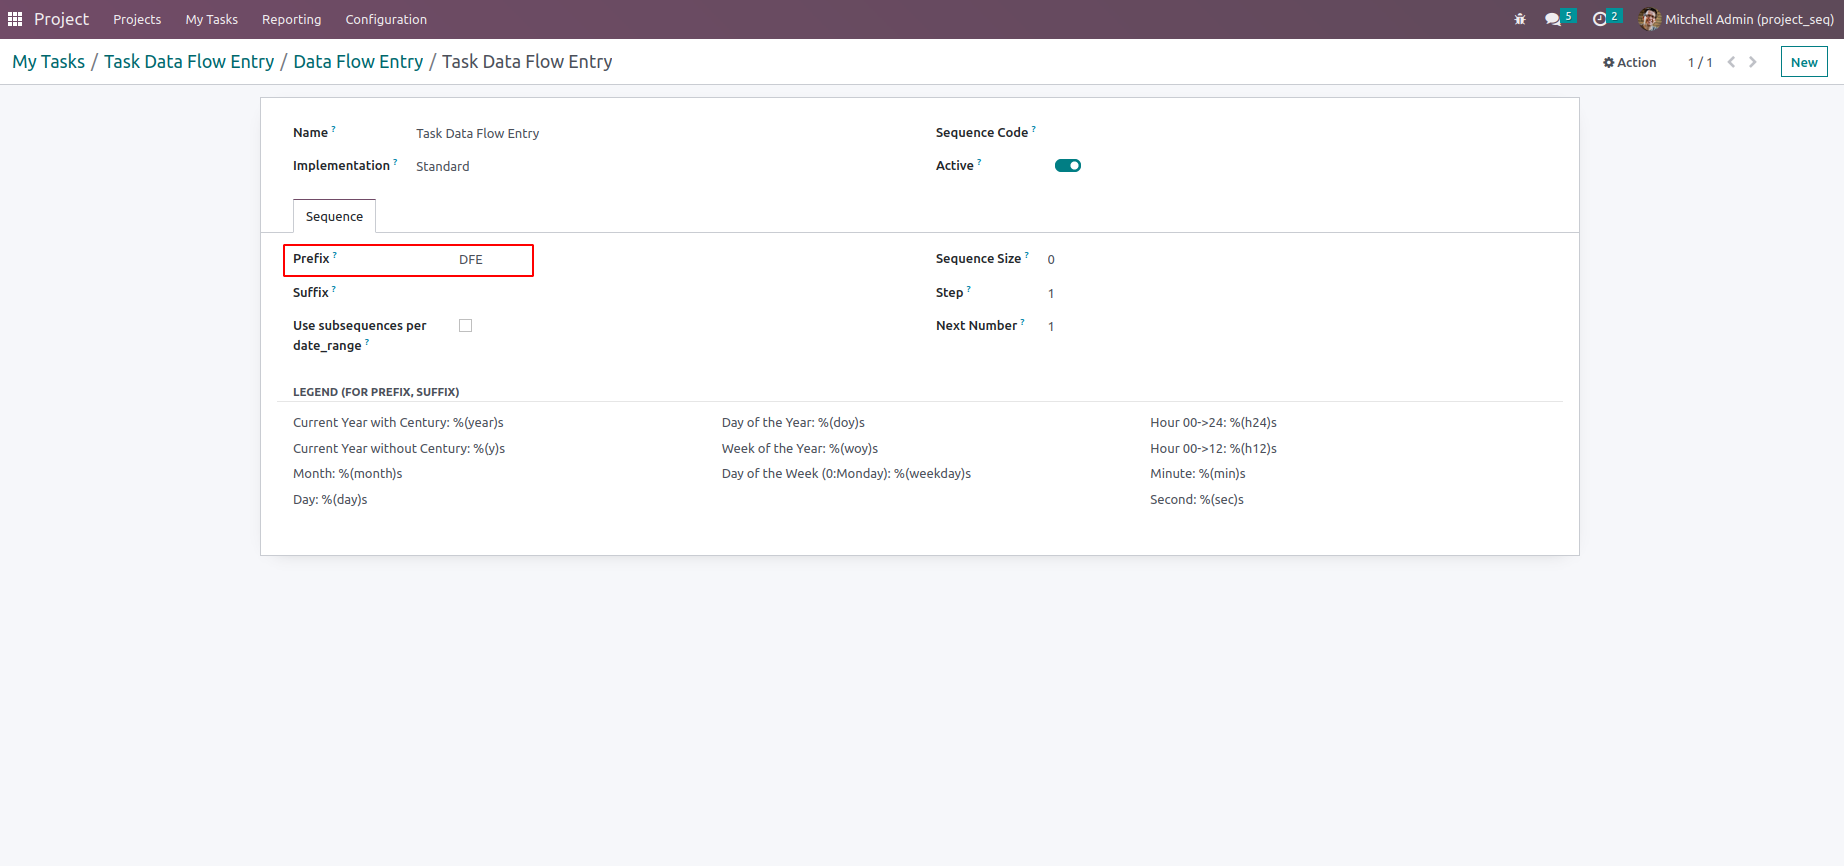 Project Projects My Tasks Reporting Configuration 5 2 Mitchell Admin (project_seq)
My Tasks / Task Data Flow Entry / Data Flow Entry / Task Data Flow Entry Action 1 / 1 New
Name ? Task Data Flow Entry Sequence Code ?
Implementation ? Standard Active ?
Sequence
Prefix ? DFE Sequence Size ? 0
Suffix ? Step ? 1
Use subsequences per Next Number ? 1
date_range ?
LEGEND (FOR PREFIX, SUFFIX)
Current Year with Century: %(year)s Day of the Year: %(doy)s Hour 00->24: %(h24)s
Current Year without Century: %(y)s Week of the Year: %(woy)s Hour 00->12: %(h12)s
Month: %(month)s Day of the Week (0:Monday): %(weekday)s Minute: %(min)s
Day: %(day)s Second: %(sec)s